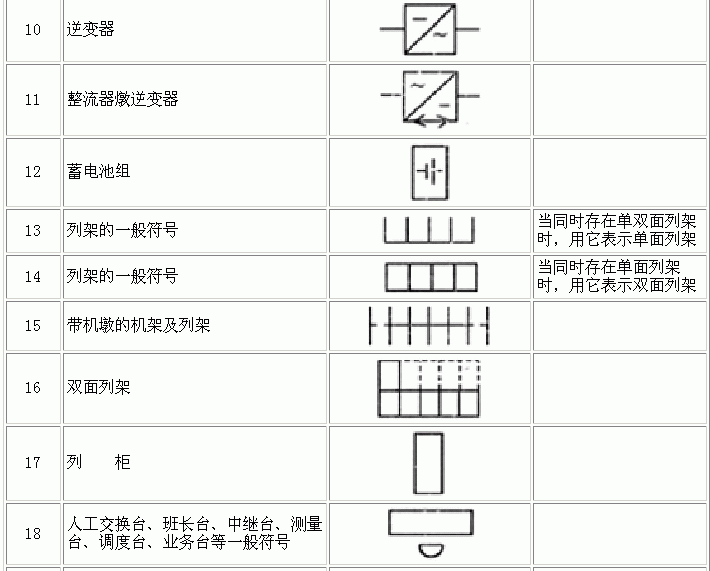 10
逆变器
11
整流器燉逆变器
12
蓄电池组
13
列架的一般符号
当同时存在单双面列架
时，用它表示单面列架
14
列架的一般符号
当同时存在单面列架
时，用它表示双面列架
15
带机墩的机架及列架
16
双面列架
17
列　　柜
18
人工交换台、班长台、中继台、测量
台、调度台、业务台等一般符号